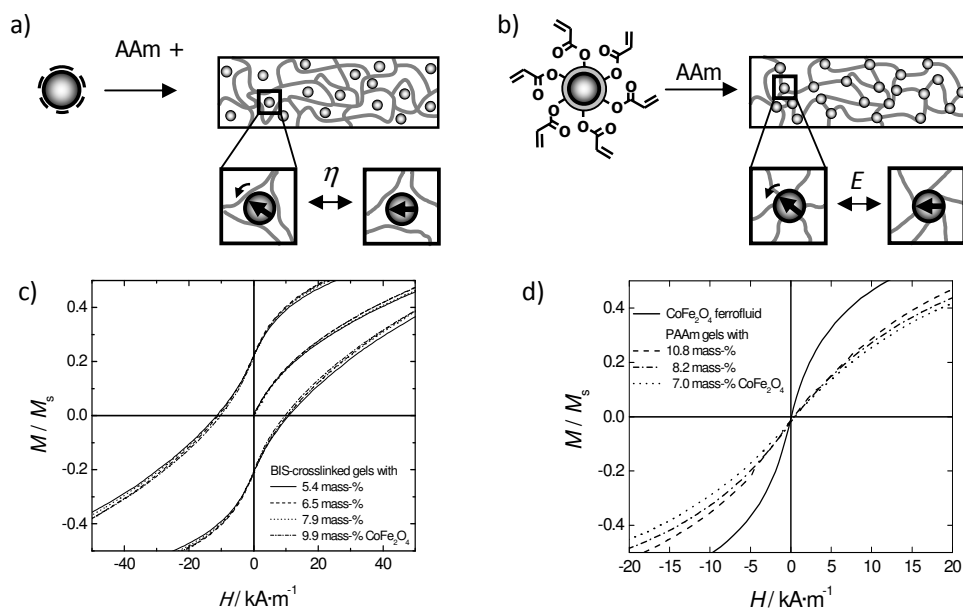 a)
AAm +
η
b)
O
O
O
O
O
O
O
O
O
O
O
O
AAm
E
c)
0.4
0.2
0.0
-0.2
-0.4
M / Ms
BIS-crosslinked gels with
5.4 mass-%
6.5 mass-%
7.9 mass-%
9.9 mass-% CoFe2O4
-40 -20 0 20 40
H / kA·m-1
d)
0.4
0.2
0.0
-0.2
-0.4
M / Ms
CoFe2O4 ferrofluid
PAAm gels with
10.8 mass-%
8.2 mass-%
7.0 mass-% CoFe2O4
-20 -15 -10 -5 0 5 10 15 20
H / kA·m-1